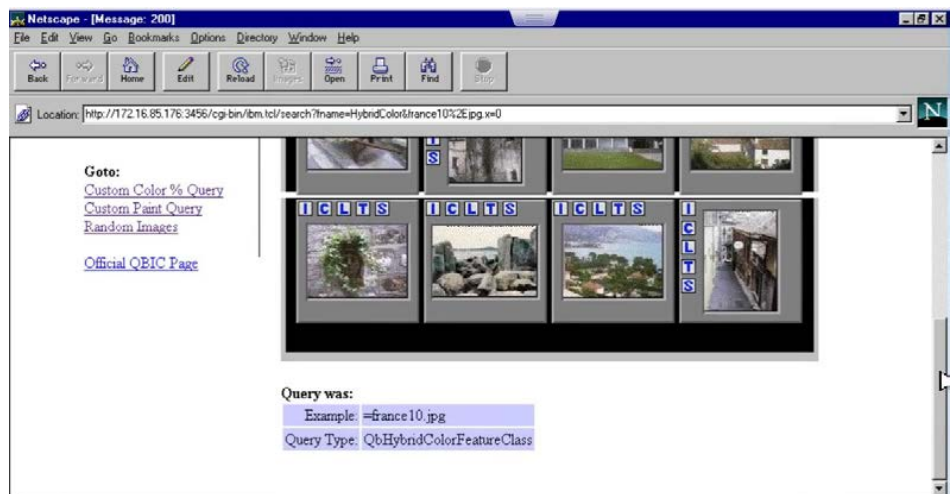 Netscape - [Message: 200]
File Edit View Go Bookmarks Options Directory Window Help
Back Forward Home Edit Reload Images Open Print Find Stop
Location: http://172.16.85.176:3456/cgi-bin/ibm.tcl/search?fname=HybridColor&france10%2Ejpg.x=0
N
Goto:
Custom Color % Query
Custom Paint Query
Random Images
Official QBIC Page
T
S
I C L T S
I C L T S
I C L T S
I
C
L
T
S
Query was:
Example: =france10.jpg
Query Type: QbHybridColorFeatureClass